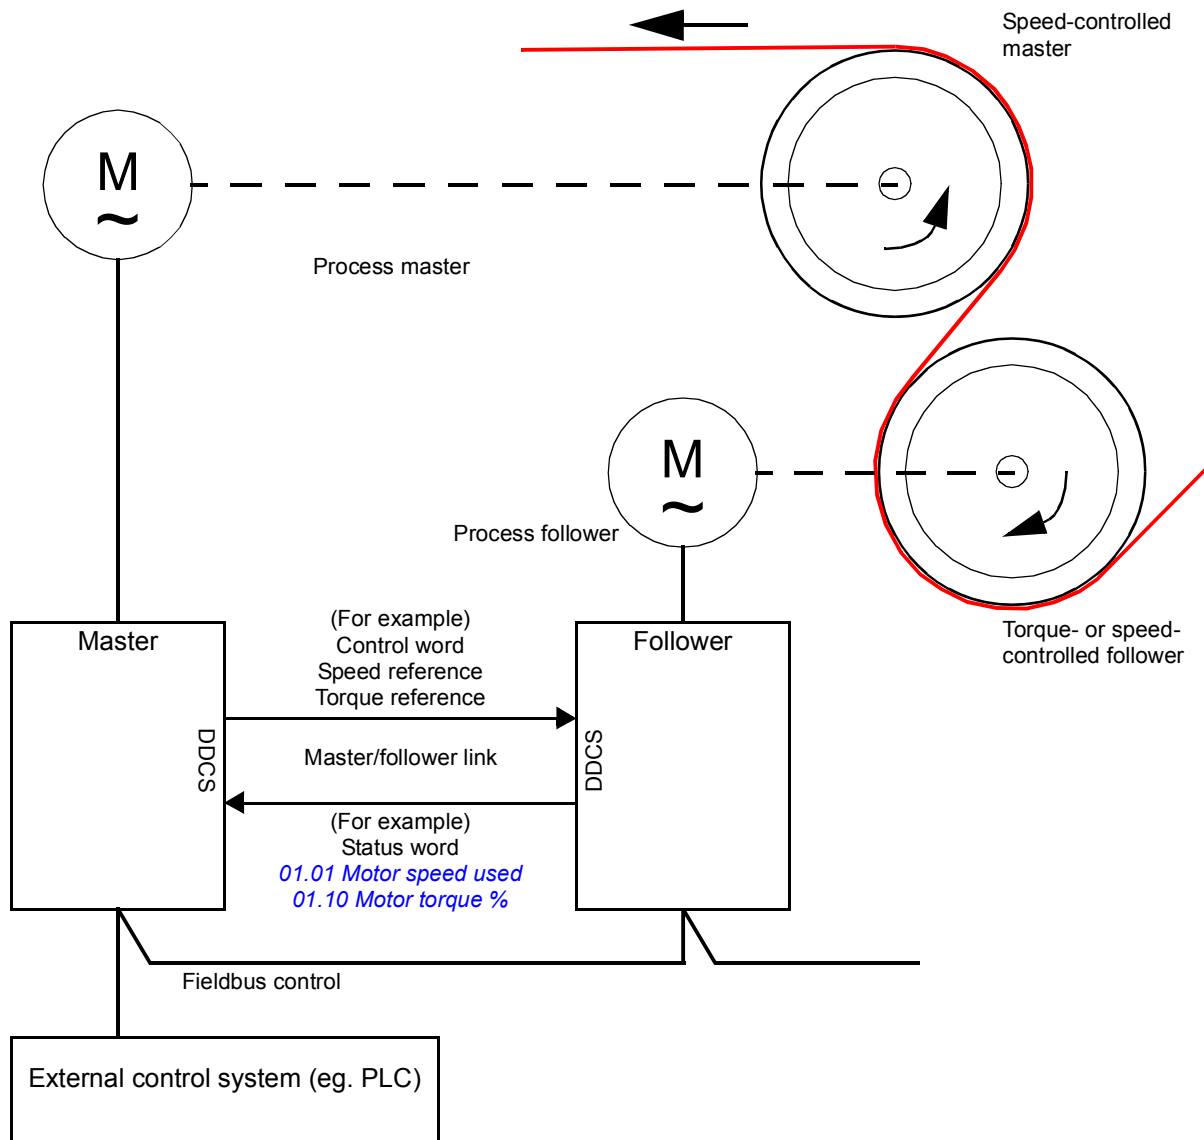 Speed-controlled
master
M
~
Process master
M
~
Process follower
Torque- or speed-
controlled follower
Master
Follower
(For example)
Control word
Speed reference
Torque reference
DDCS
DDCS
Master/follower link
(For example)
Status word
01.01 Motor speed used
01.10 Motor torque %
Fieldbus control
External control system (eg. PLC)